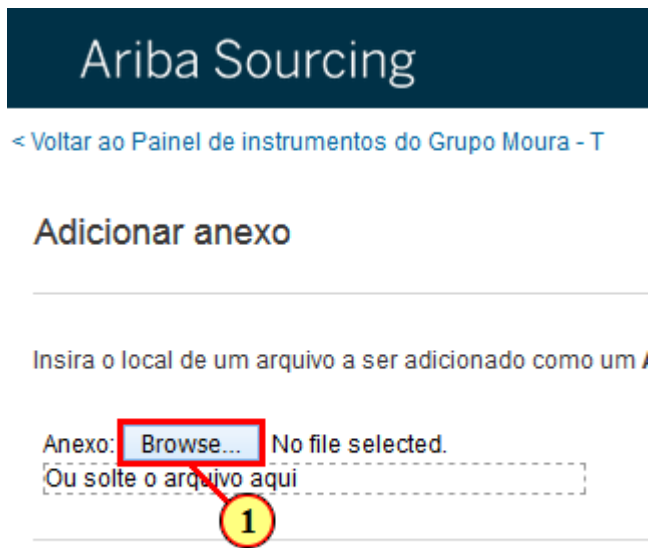 Ariba Sourcing
< Voltar ao Painel de instrumentos do Grupo Moura - T
Adicionar anexo
Insira o local de um arquivo a ser adicionado como um
Anexo: Browse... No file selected.
Ou solte o arquivo aqui
1